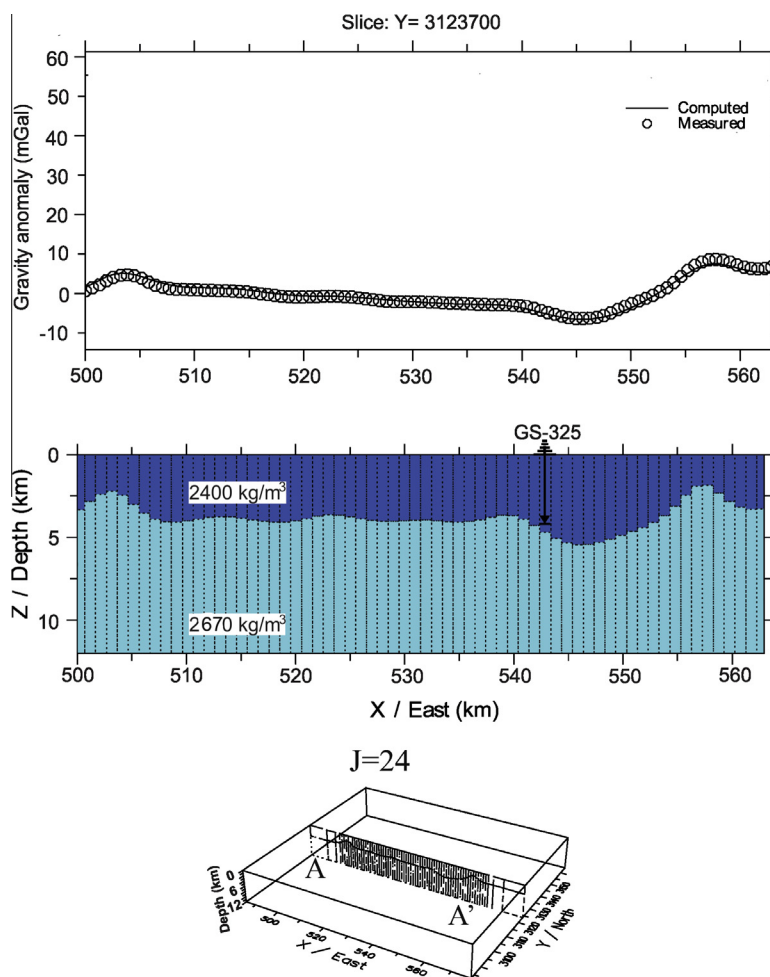 Slice: Y= 3123700
60
50
40
30
20
10
0
-10
Gravity anomaly (mGal)
Computed
Measured
500 510 520 530 540 550 560
GS-325
0
5
10
Z / Depth (km)
2400 kg/m³
2670 kg/m³
500 510 520 530 540 550 560
X / East (km)
J=24
A
A'
0
6
12
Depth (km)
500 520 540 560
X / East
Y / North